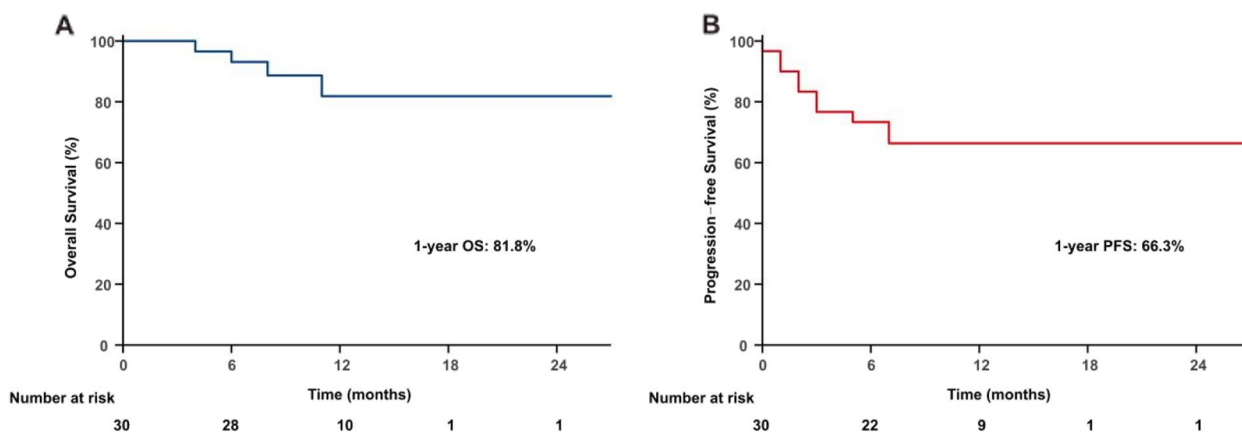 A
Overall Survival (%)
100
80
60
40
20
0
1-year OS: 81.8%
0 6 12 18 24
Time (months)
Number at risk
30 28 10 1 1
B
Progression-free Survival (%)
100
80
60
40
20
0
1-year PFS: 66.3%
0 6 12 18 24
Time (months)
Number at risk
30 22 9 1 1